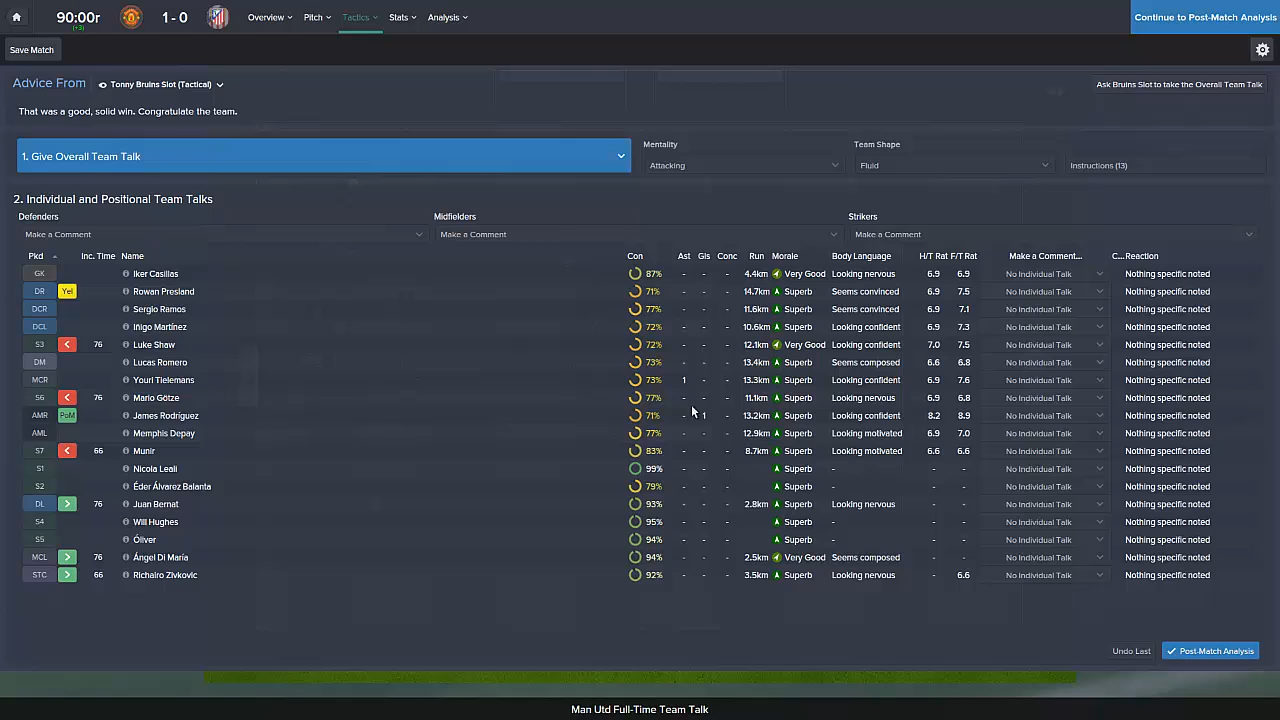 90:00r 1 - 0 Overview Pitch Tactics Stats Analysis Continue to Post-Match Analysis
(+3)
Save Match
Advice From Tonny Bruins Slot (Tactical) Ask Bruins Slot to take the Overall Team Talk
That was a good, solid win. Congratulate the team.
1. Give Overall Team Talk
Mentality Team Shape
Attacking Fluid Instructions (13)
2. Individual and Positional Team Talks
Defenders Midfielders Strikers
Make a Comment Make a Comment Make a Comment
Pkd Inc. Time Name Con Ast Gls Conc Run Morale Body Language H/T Rat F/T Rat Make a Comment... C... Reaction
GK Iker Casillas 87% - - - 4.4km Very Good Looking nervous 6.9 6.9 No Individual Talk Nothing specific noted
DR Yel Rowan Presland 71% - - - 14.7km Superb Seems convinced 6.9 7.5 No Individual Talk Nothing specific noted
DCR Sergio Ramos 77% - - - 11.6km Superb Seems convinced 6.9 7.1 No Individual Talk Nothing specific noted
DCL Iñigo Martínez 72% - - - 10.6km Superb Looking confident 6.9 7.3 No Individual Talk Nothing specific noted
S3 76 Luke Shaw 72% - - - 12.1km Very Good Looking confident 7.0 7.5 No Individual Talk Nothing specific noted
DM Lucas Romero 73% - - - 13.4km Superb Seems composed 6.6 6.8 No Individual Talk Nothing specific noted
MCR Youri Tielemans 73% 1 - - 13.3km Superb Looking confident 6.9 7.6 No Individual Talk Nothing specific noted
S6 76 Mario Götze 77% - - - 11.1km Superb Looking nervous 6.9 6.8 No Individual Talk Nothing specific noted
AMR PoM James Rodríguez 71% - 1 - 13.2km Superb Looking confident 8.2 8.9 No Individual Talk Nothing specific noted
AML Memphis Depay 77% - - - 12.9km Superb Looking motivated 6.9 7.0 No Individual Talk Nothing specific noted
S7 66 Munir 83% - - - 8.7km Superb Looking motivated 6.6 6.6 No Individual Talk Nothing specific noted
S1 Nicola Leali 99% - - - Superb - - - No Individual Talk Nothing specific noted
S2 Éder Álvarez Balanta 79% - - - Superb - - - No Individual Talk Nothing specific noted
DL 76 Juan Bernat 93% - - - 2.8km Superb Looking nervous - - No Individual Talk Nothing specific noted
S4 Will Hughes 95% - - - Superb - - - No Individual Talk Nothing specific noted
S5 Óliver 94% - - - Superb - - - No Individual Talk Nothing specific noted
MCL 76 Ángel Di María 94% - - - 2.5km Very Good Seems composed - - No Individual Talk Nothing specific noted
STC 66 Richairo Zivkovic 92% - - - 3.5km Superb Looking nervous - 6.6 No Individual Talk Nothing specific noted
Undo Last Post-Match Analysis
Man Utd Full-Time Team Talk